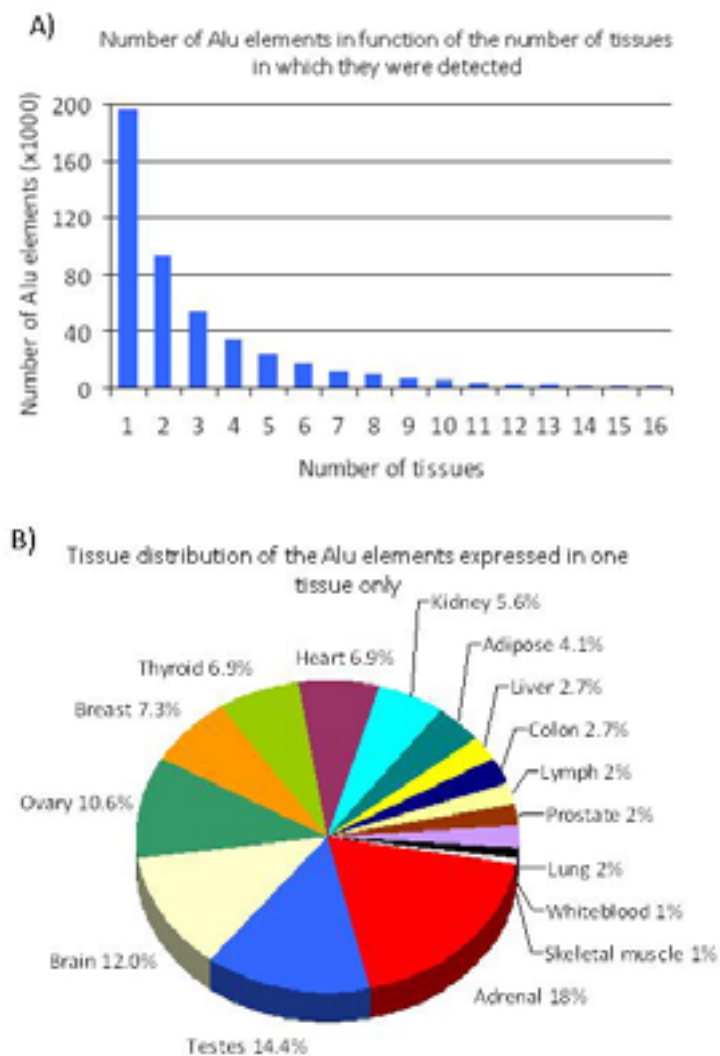 A)
Number of Alu elements in function of the number of tissues
in which they were detected
Number of Alu elements (x1000)
200
160
120
80
40
0
1 2 3 4 5 6 7 8 9 10 11 12 13 14 15 16
Number of tissues
B)
Tissue distribution of the Alu elements expressed in one
tissue only
Kidney 5.6%
Adipose 4.1%
Liver 2.7%
Colon 2.7%
Lymph 2%
Prostate 2%
Lung 2%
Whiteblood 1%
Skeletal muscle 1%
Adrenal 18%
Testes 14.4%
Brain 12.0%
Ovary 10.6%
Breast 7.3%
Thyroid 6.9%
Heart 6.9%